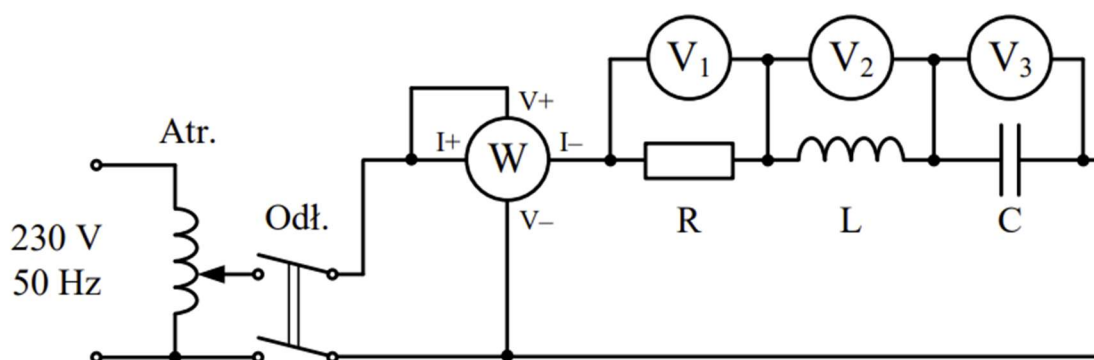 V₁
V₂
V₃
V+
I+
W
I–
V–
Atr.
Odł.
230 V
50 Hz
R
L
C